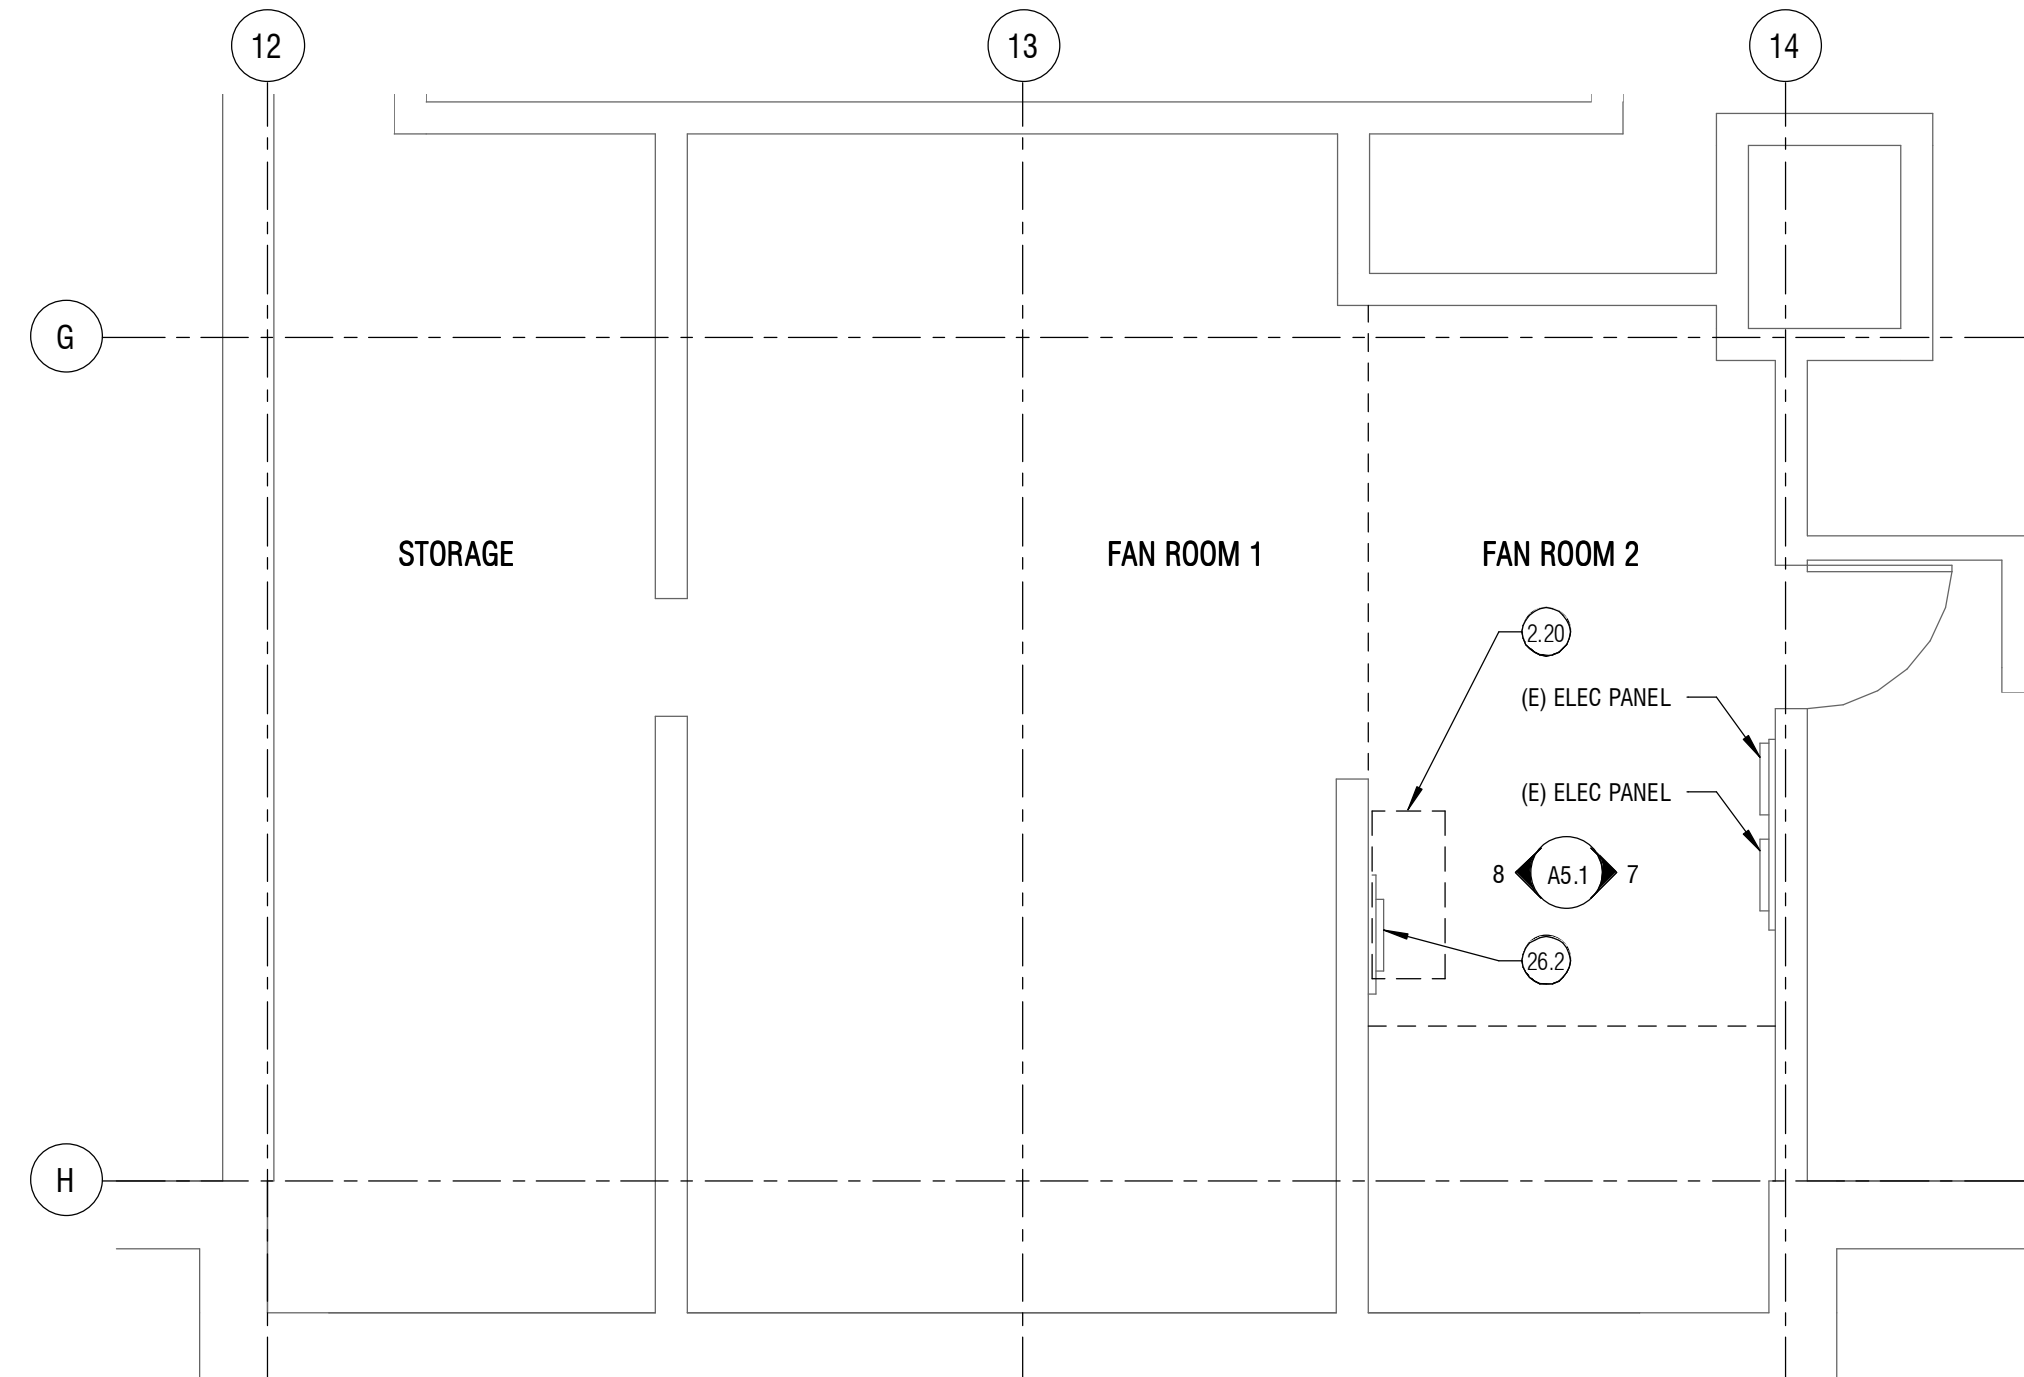 12
13
14
G
STORAGE
FAN ROOM 1
FAN ROOM 2
2.20
(E) ELEC PANEL
(E) ELEC PANEL
8
A5.1
7
26.2
H